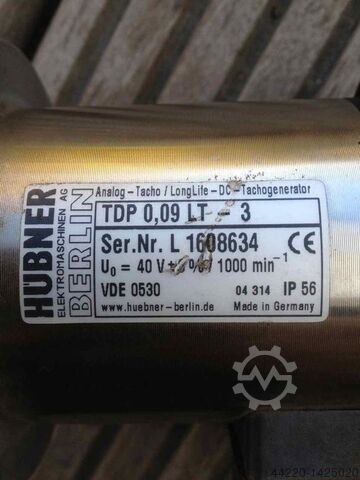 HÜBNER
ELEKTROMASCHINEN AG
BERLIN
Analog - Tacho / LongLife - DC - Tachogenerator
TDP 0,09 LT - 3
Ser.Nr. L 1608634 CE
U₀ = 40 V ± / 1000 min⁻¹
VDE 0530 04 314 IP 56
www.huebner-berlin.de Made in Germany
44220-1425020